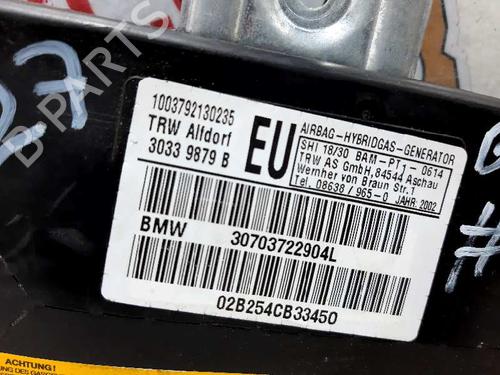 1003792130235
TRW Alfdorf
3033 9879 B
EU
AIRBAG-HYBRIDGAS-GENERATOR
SHI 18/30 BAM-PT1-0614
TRW AS GmbH, 84544 Aschau
Wernher von Braun Str.1
Tel. 08638 / 965-0 JAHR: 2002
BMW 30703722904L
02B254CB33450
27
B-PARTS
#
ACHTUNG!